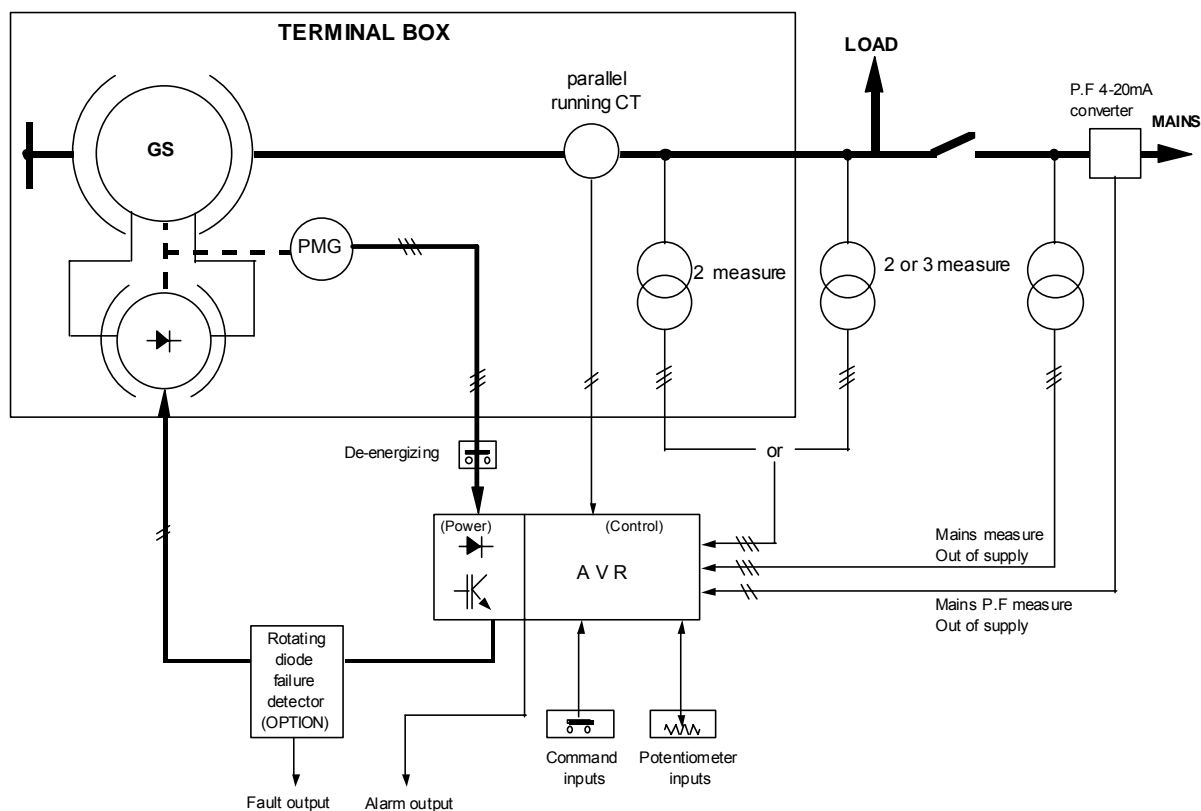 TERMINAL BOX
LOAD
P.F 4-20mA
converter
MAINS
parallel
running CT
GS
PMG
2 measure
2 or 3 measure
De-energizing
or
(Power)
(Control)
A V R
Mains measure
Out of supply
Mains P.F measure
Out of supply
Rotating
diode
failure
detector
(OPTION)
Command
inputs
Potentiometer
inputs
Fault output
Alarm output